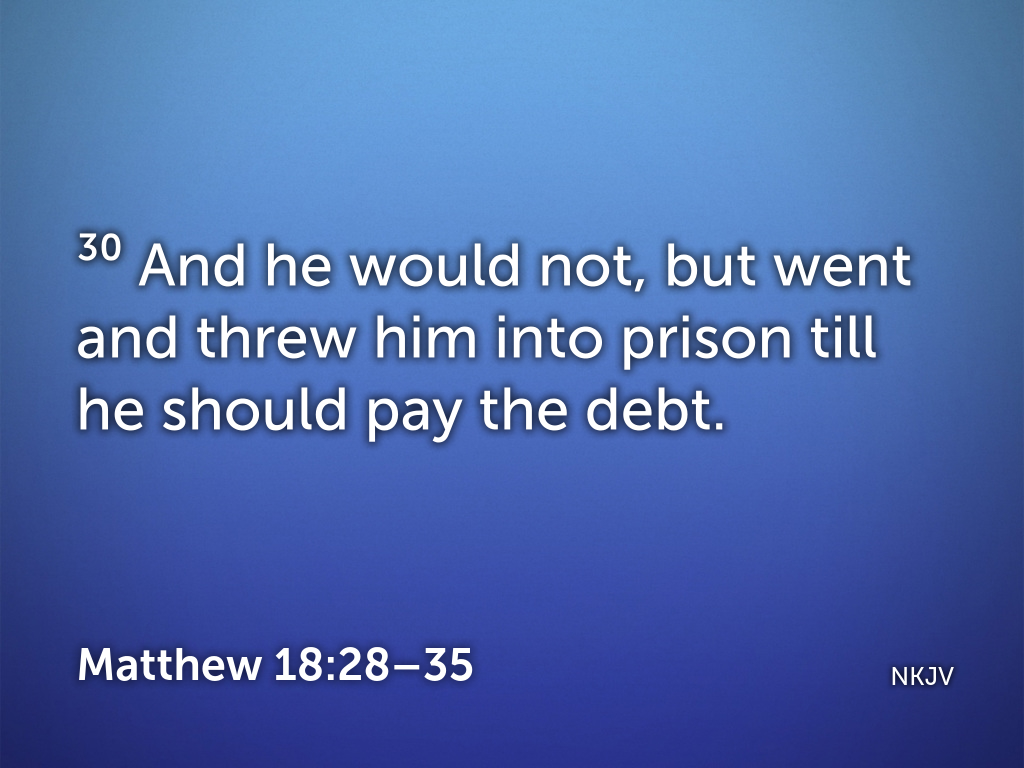 30 And he would not, but went
and threw him into prison till
he should pay the debt.
Matthew 18:28–35
NKJV